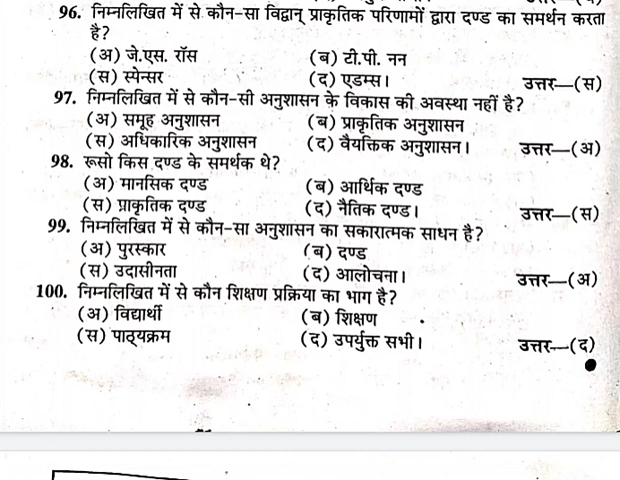 96. निम्नलिखित में से कौन-सा विद्वान् प्राकृतिक परिणामों द्वारा दण्ड का समर्थन करता
है?
(अ) जे.एस. रॉस (ब) टी.पी. नन
(स) स्पेन्सर (द) एडम्स। उत्तर—(स)
97. निम्नलिखित में से कौन-सी अनुशासन के विकास की अवस्था नहीं है?
(अ) समूह अनुशासन (ब) प्राकृतिक अनुशासन
(स) अधिकारिक अनुशासन (द) वैयक्तिक अनुशासन। उत्तर—(अ)
98. रूसो किस दण्ड के समर्थक थे?
(अ) मानसिक दण्ड (ब) आर्थिक दण्ड
(स) प्राकृतिक दण्ड (द) नैतिक दण्ड। उत्तर—(स)
99. निम्नलिखित में से कौन-सा अनुशासन का सकारात्मक साधन है?
(अ) पुरस्कार (ब) दण्ड
(स) उदासीनता (द) आलोचना। उत्तर—(अ)
100. निम्नलिखित में से कौन शिक्षण प्रक्रिया का भाग है?
(अ) विद्यार्थी (ब) शिक्षण
(स) पाठ्यक्रम (द) उपर्युक्त सभी। उत्तर—(द)